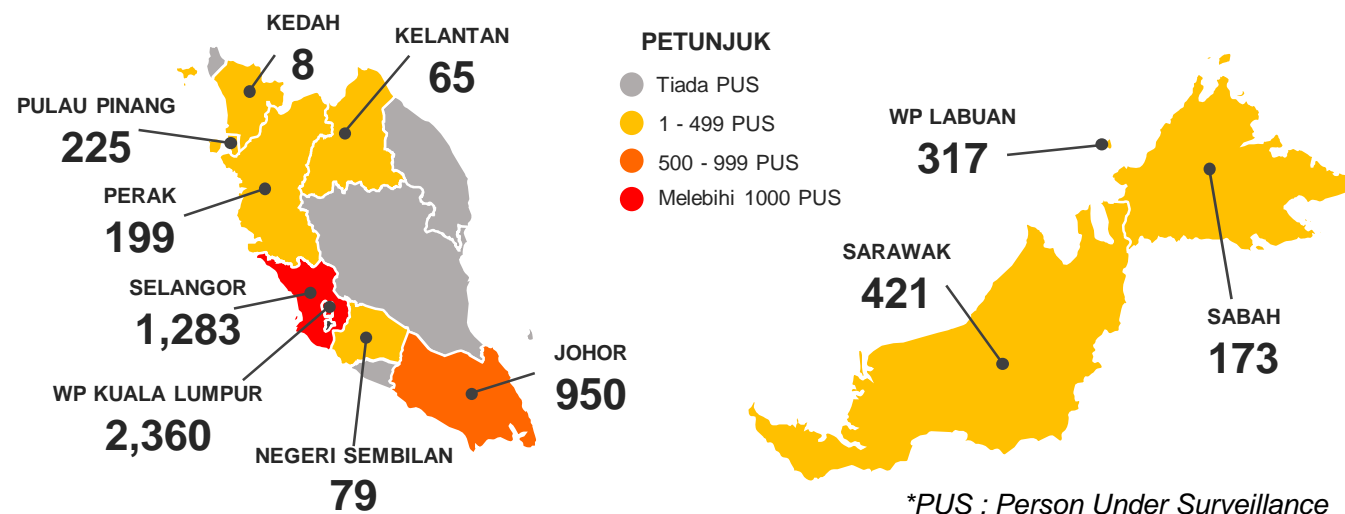 KEDAH
8
KELANTAN
65
PULAU PINANG
225
PERAK
199
SELANGOR
1,283
WP KUALA LUMPUR
2,360
NEGERI SEMBILAN
79
JOHOR
950
PETUNJUK
Tiada PUS
1 - 499 PUS
500 - 999 PUS
Melebihi 1000 PUS
WP LABUAN
317
SARAWAK
421
SABAH
173
*PUS : Person Under Surveillance